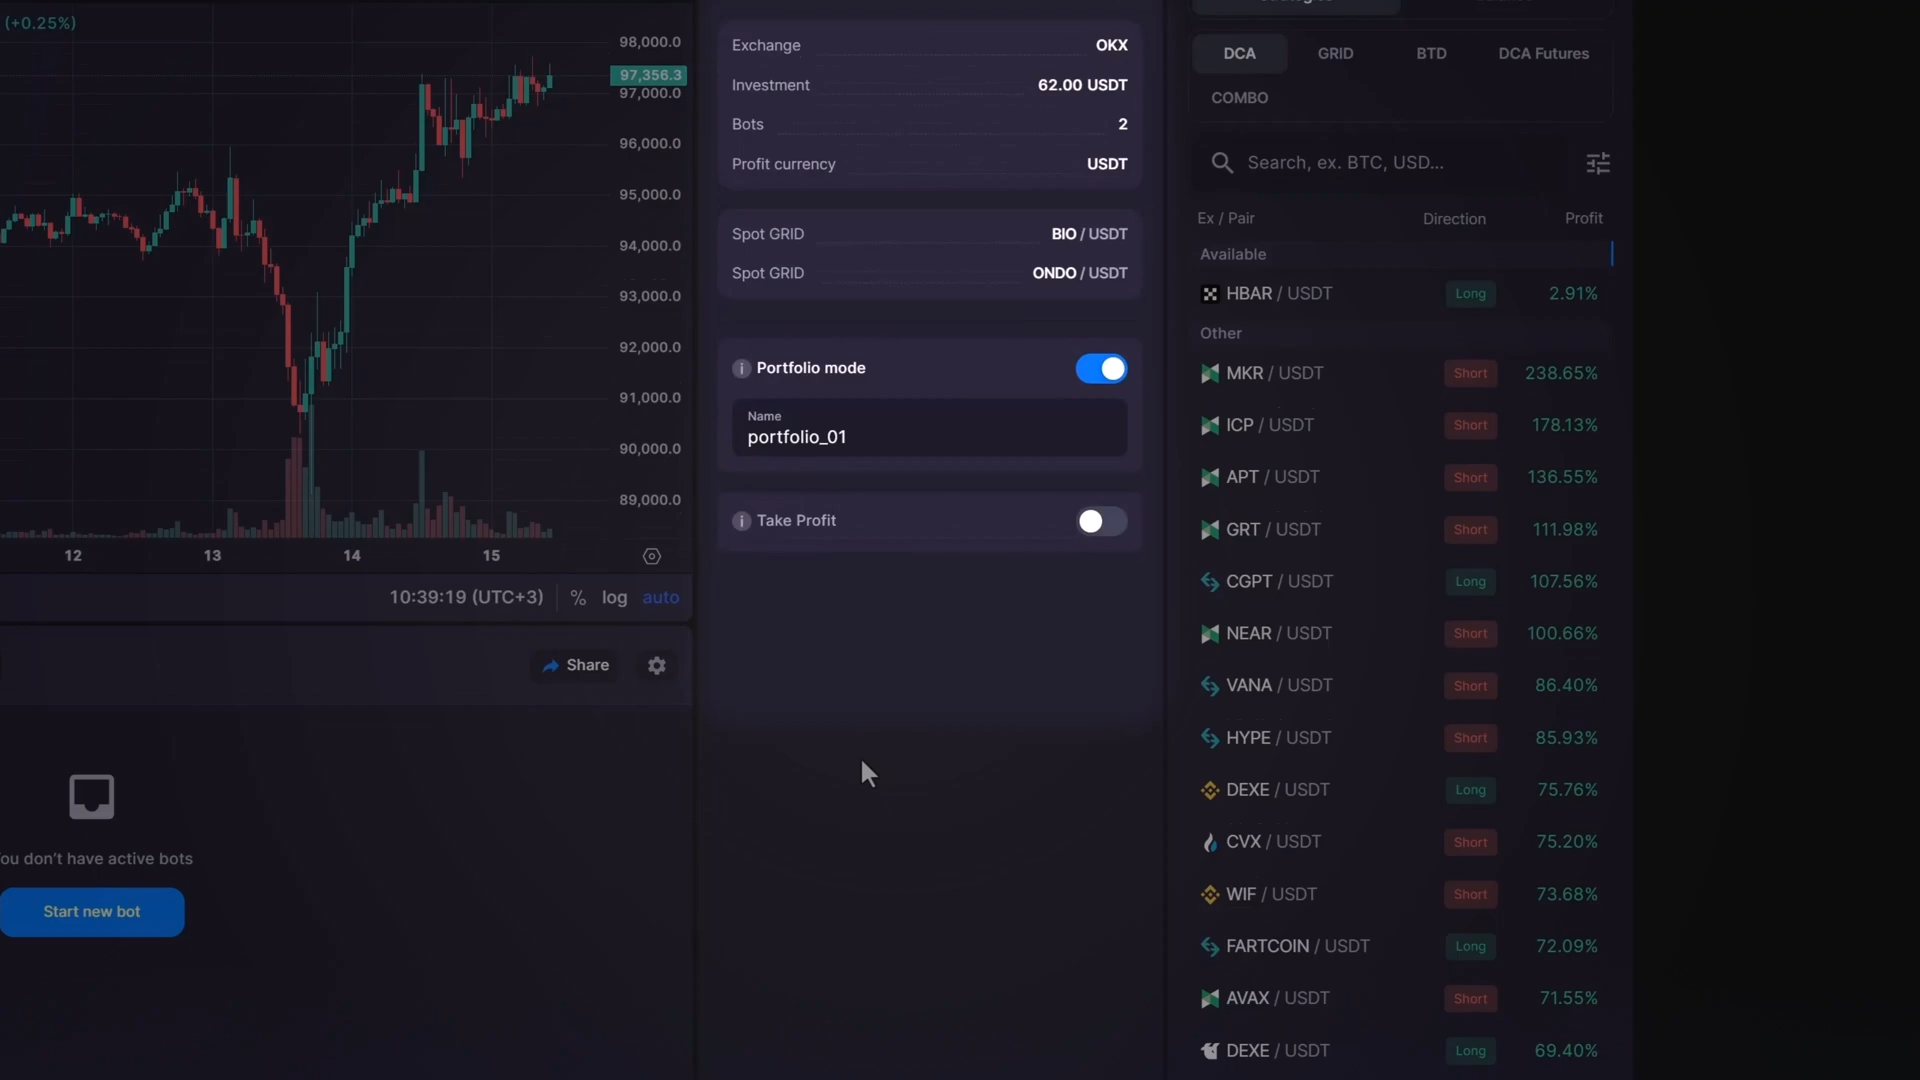 (+0.25%)
98,000.0
97,356.3
97,000.0
96,000.0
95,000.0
94,000.0
93,000.0
92,000.0
91,000.0
90,000.0
89,000.0
12 13 14 15
10:39:19 (UTC+3) % log auto
Share
ou don't have active bots
Start new bot
Exchange OKX
Investment 62.00 USDT
Bots 2
Profit currency USDT
Spot GRID BIO / USDT
Spot GRID ONDO / USDT
Portfolio mode
Name
portfolio_01
Take Profit
DCA GRID BTD DCA Futures
COMBO
Search, ex. BTC, USD...
Ex / Pair Direction Profit
Available
HBAR / USDT Long 2.91%
Other
MKR / USDT Short 238.65%
ICP / USDT Short 178.13%
APT / USDT Short 136.55%
GRT / USDT Short 111.98%
CGPT / USDT Long 107.56%
NEAR / USDT Short 100.66%
VANA / USDT Short 86.40%
HYPE / USDT Short 85.93%
DEXE / USDT Long 75.76%
CVX / USDT Short 75.20%
WIF / USDT Short 73.68%
FARTCOIN / USDT Long 72.09%
AVAX / USDT Short 71.55%
DEXE / USDT Long 69.40%